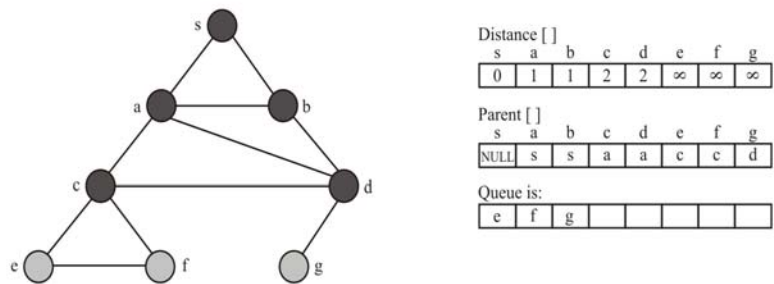 s
a
b
c
d
e
f
g
Distance [ ]
s a b c d e f g
0 1 1 2 2 ∞ ∞ ∞
Parent [ ]
s a b c d e f g
NULL s s a a c c d
Queue is:
e f g